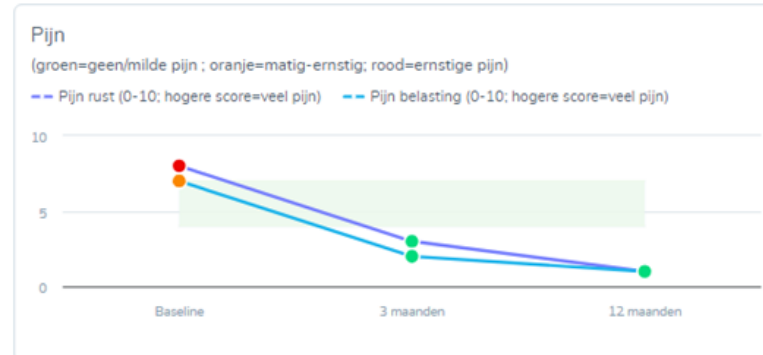 Pijn
(groen=geen/milde pijn ; oranje=matig-ernstig; rood=ernstige pijn)
Pijn rust (0-10; hogere score=veel pijn) Pijn belasting (0-10; hogere score=veel pijn)
10
5
0
Baseline 3 maanden 12 maanden